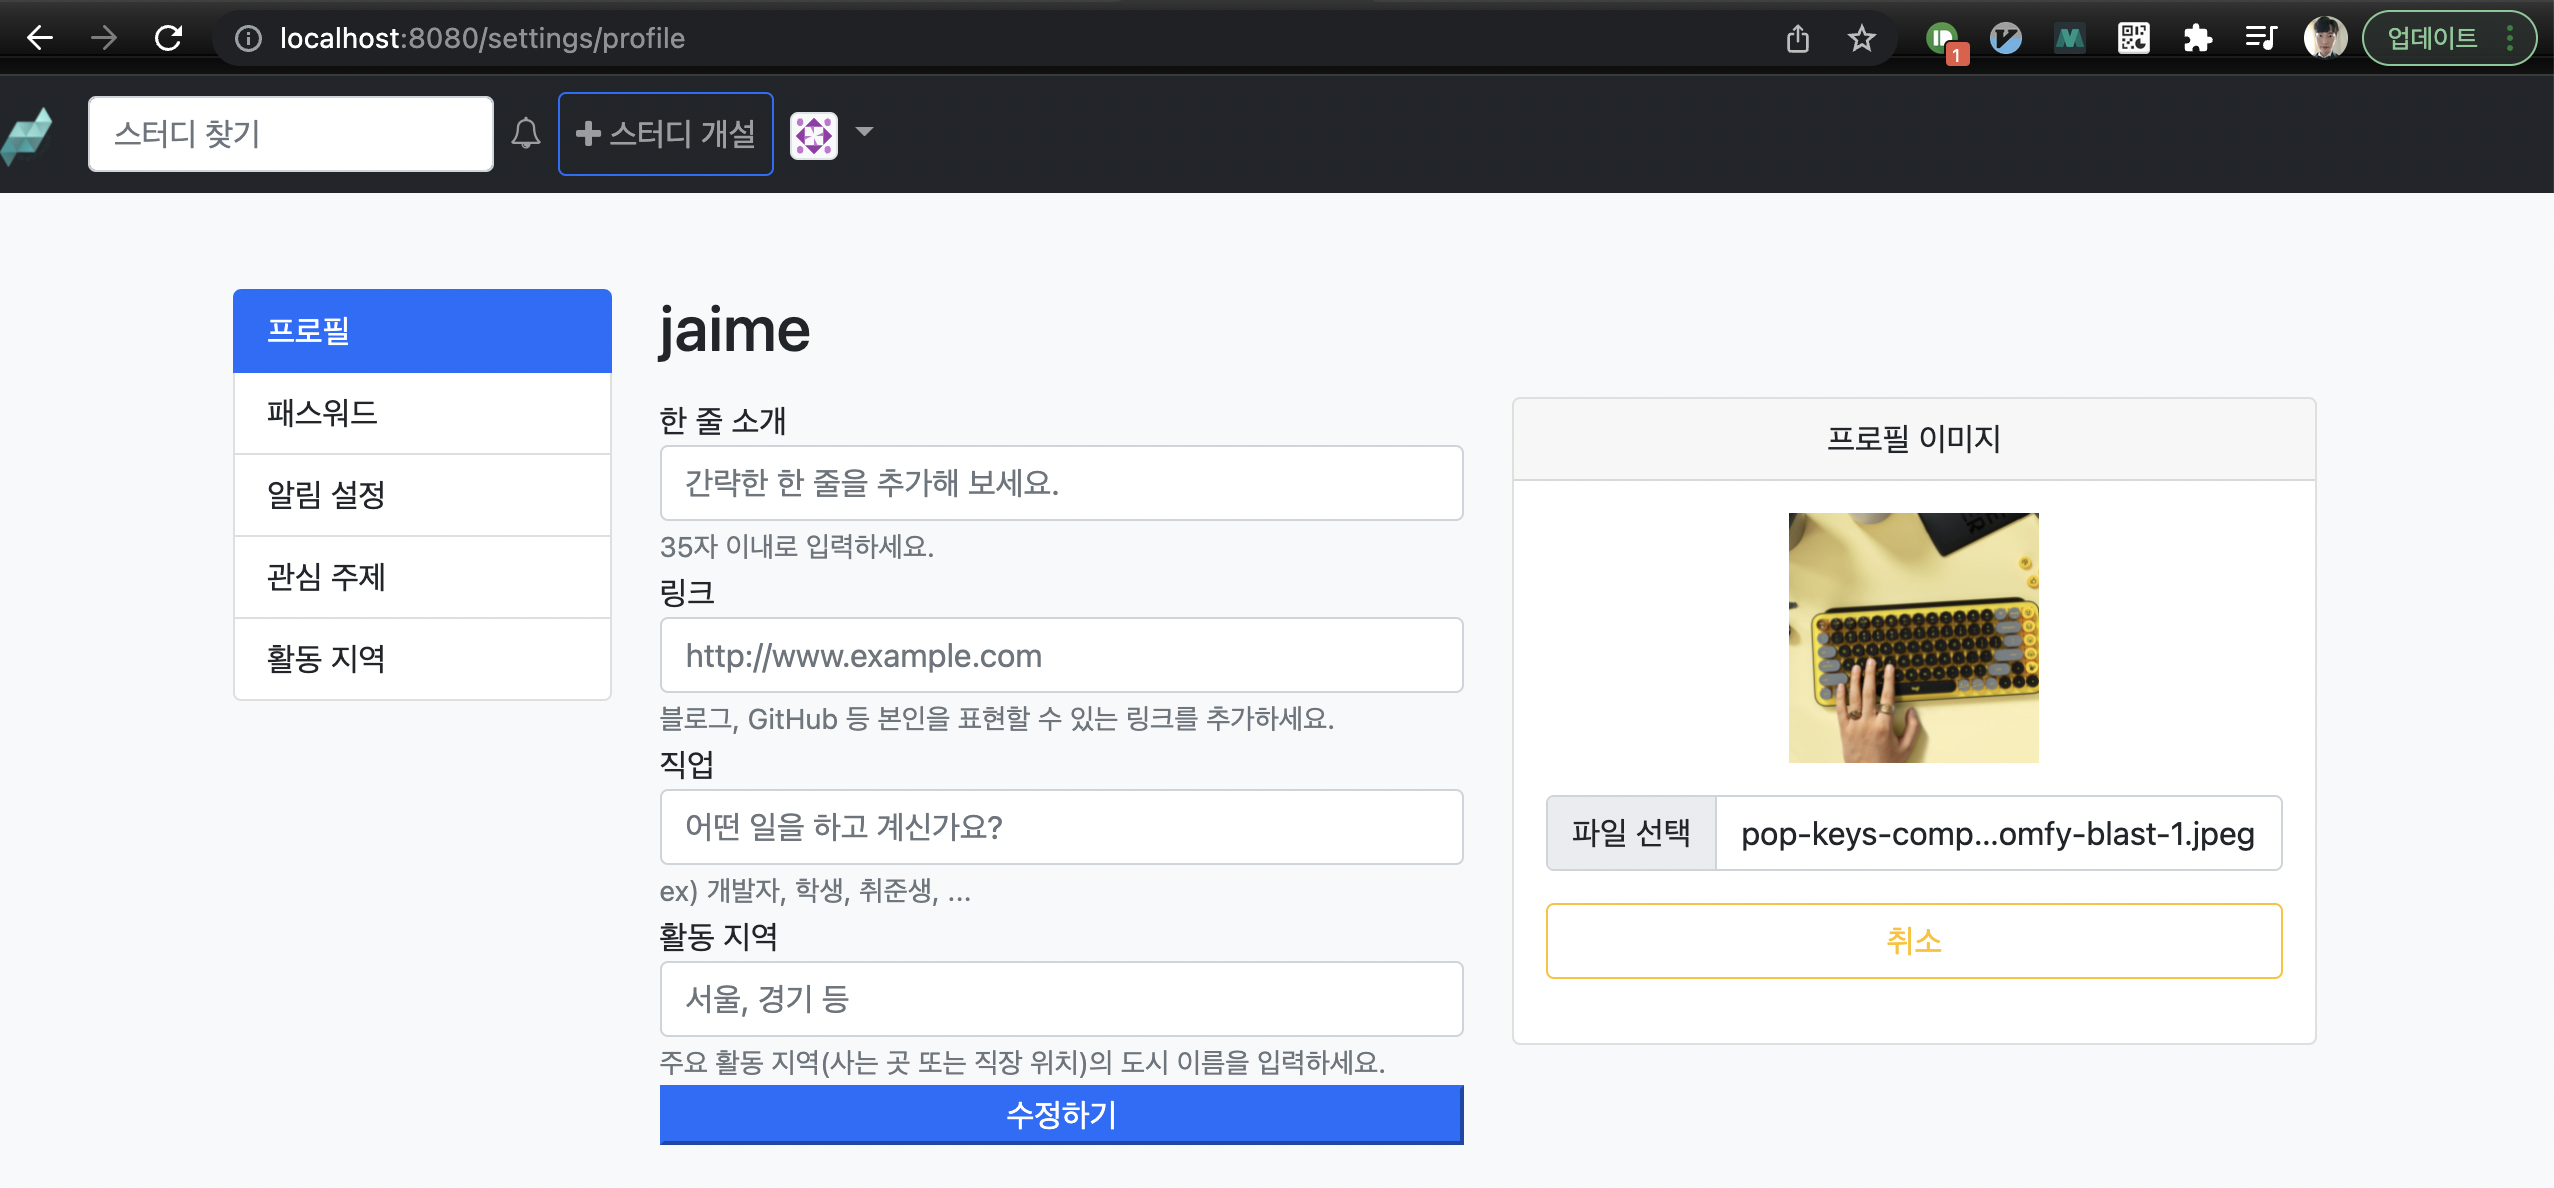 localhost:8080/settings/profile
1
업데이트
스터디 찾기
스터디 개설
프로필
패스워드
알림 설정
관심 주제
활동 지역
jaime
한 줄 소개
간략한 한 줄을 추가해 보세요.
35자 이내로 입력하세요.
링크
http://www.example.com
블로그, GitHub 등 본인을 표현할 수 있는 링크를 추가하세요.
직업
어떤 일을 하고 계신가요?
ex) 개발자, 학생, 취준생, ...
활동 지역
서울, 경기 등
주요 활동 지역(사는 곳 또는 직장 위치)의 도시 이름을 입력하세요.
수정하기
프로필 이미지
파일 선택
pop-keys-comp...omfy-blast-1.jpeg
취소